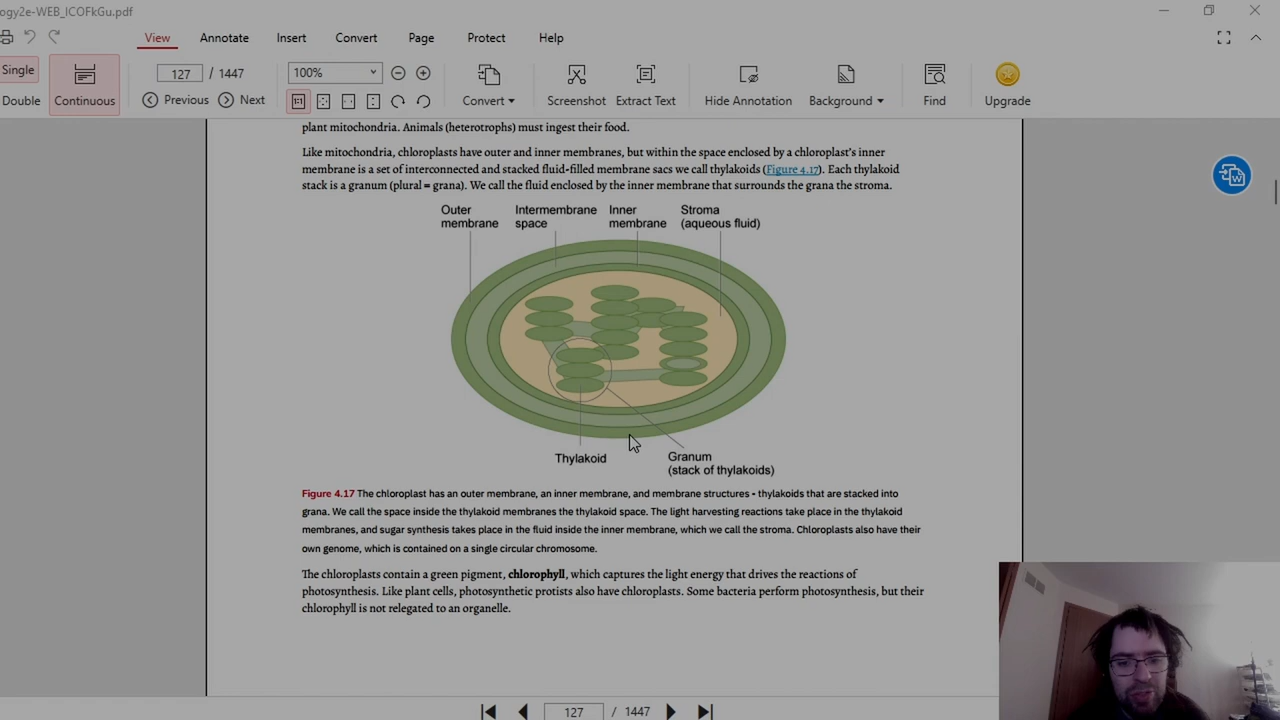 ogy2e-WEB_ICOFkGu.pdf
View Annotate Insert Convert Page Protect Help
Single
Double
Continuous
127 / 1447
Previous Next
100%
Convert
Screenshot
Extract Text
Hide Annotation
Background
Find
Upgrade
plant mitochondria. Animals (heterotrophs) must ingest their food.
Like mitochondria, chloroplasts have outer and inner membranes, but within the space enclosed by a chloroplast's inner
membrane is a set of interconnected and stacked fluid-filled membrane sacs we call thylakoids (Figure 4.17). Each thylakoid
stack is a granum (plural = grana). We call the fluid enclosed by the inner membrane that surrounds the grana the stroma.
Outer
membrane
Intermembrane
space
Inner
membrane
Stroma
(aqueous fluid)
Thylakoid
Granum
(stack of thylakoids)
Figure 4.17 The chloroplast has an outer membrane, an inner membrane, and membrane structures - thylakoids that are stacked into
grana. We call the space inside the thylakoid membranes the thylakoid space. The light harvesting reactions take place in the thylakoid
membranes, and sugar synthesis takes place in the fluid inside the inner membrane, which we call the stroma. Chloroplasts also have their
own genome, which is contained on a single circular chromosome.
The chloroplasts contain a green pigment, chlorophyll, which captures the light energy that drives the reactions of
photosynthesis. Like plant cells, photosynthetic protists also have chloroplasts. Some bacteria perform photosynthesis, but their
chlorophyll is not relegated to an organelle.
127 / 1447